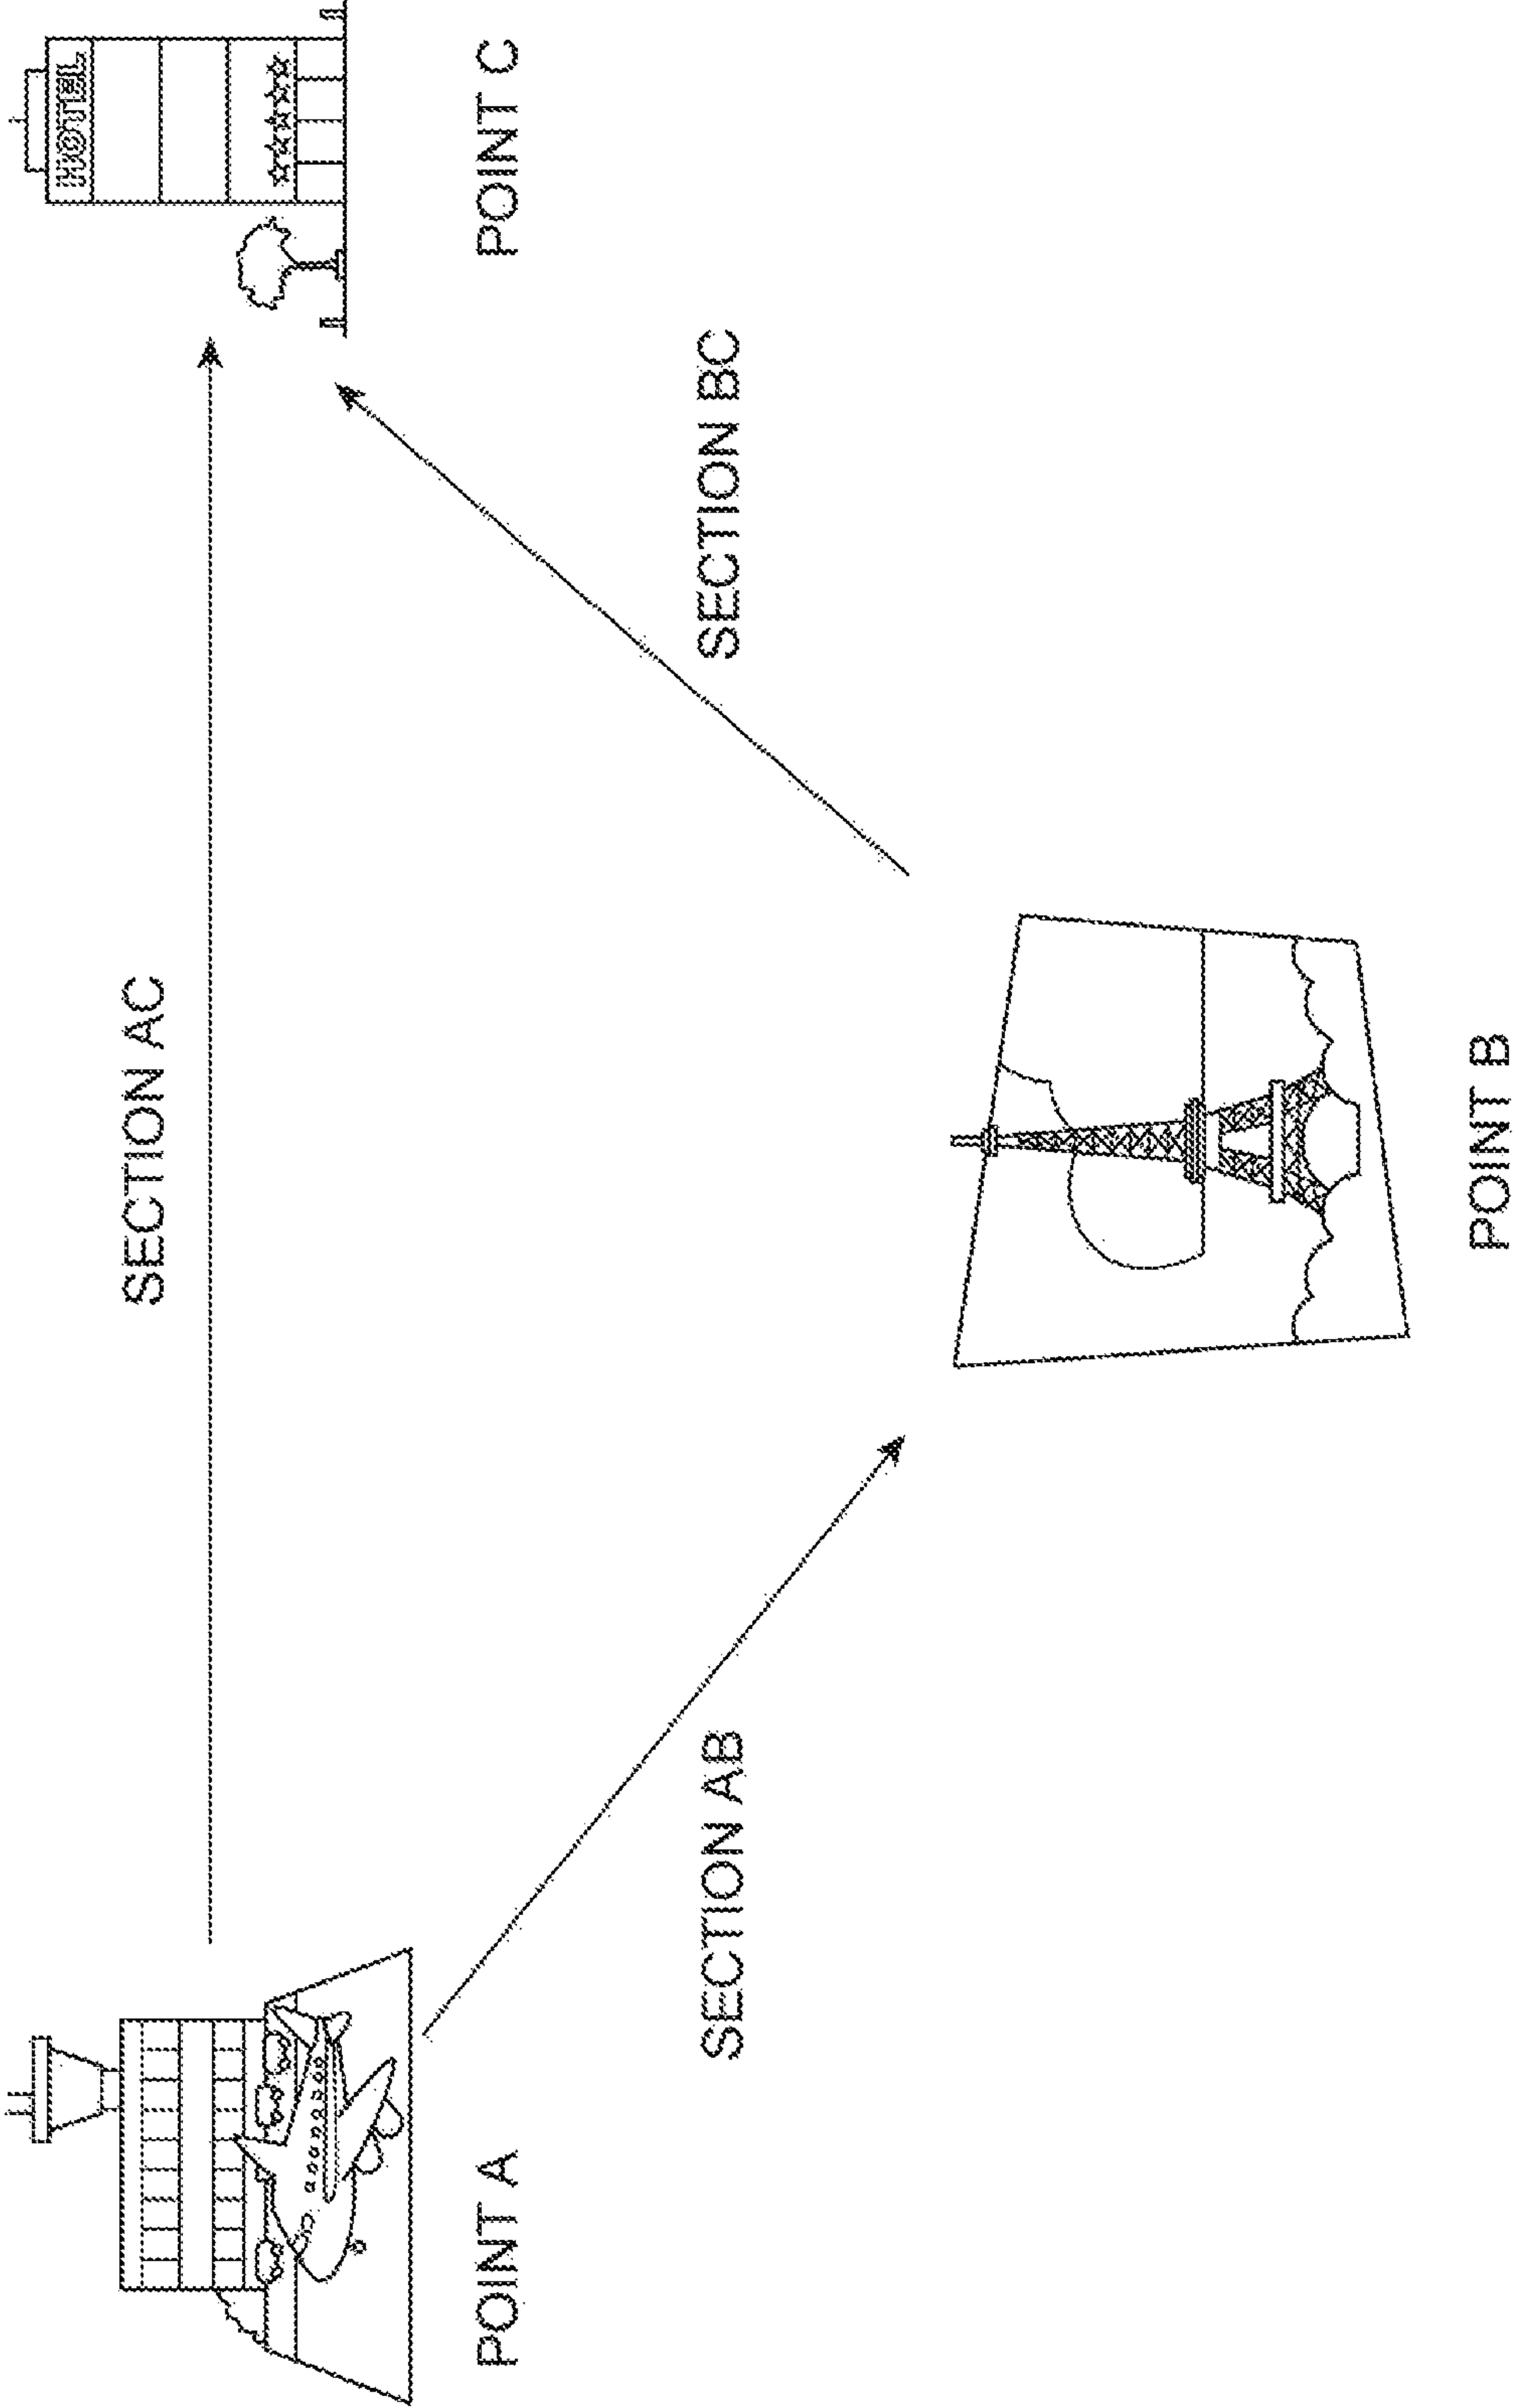 SECTION AC
HOTEL
POINT A
POINT C
SECTION AB
SECTION BC
POINT B